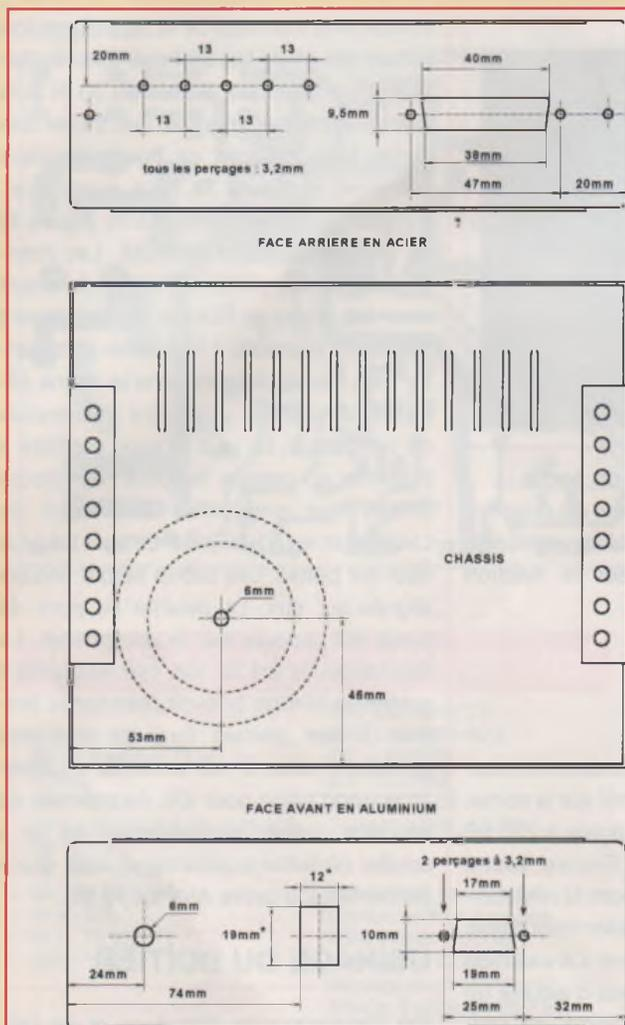 20mm
13
13
40mm
9,5mm
13
13
tous les perçages : 3,2mm
38mm
47mm
20mm
FACE ARRIERE EN ACIER
CHASSIS
6mm
46mm
53mm
FACE AVANT EN ALUMINIUM
2 perçages à 3,2mm
12*
17mm
6mm
19mm*
10mm
24mm
19mm
74mm
25mm
32mm